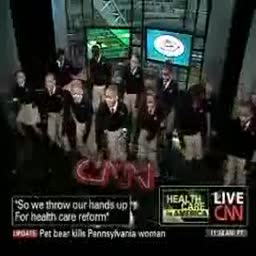 CNN
"So we throw our hands up
For health care reform"
HEALTH
CARE
in AMERICA
LIVE
CNN
UPDATE Pet bear kills Pennsylvania woman